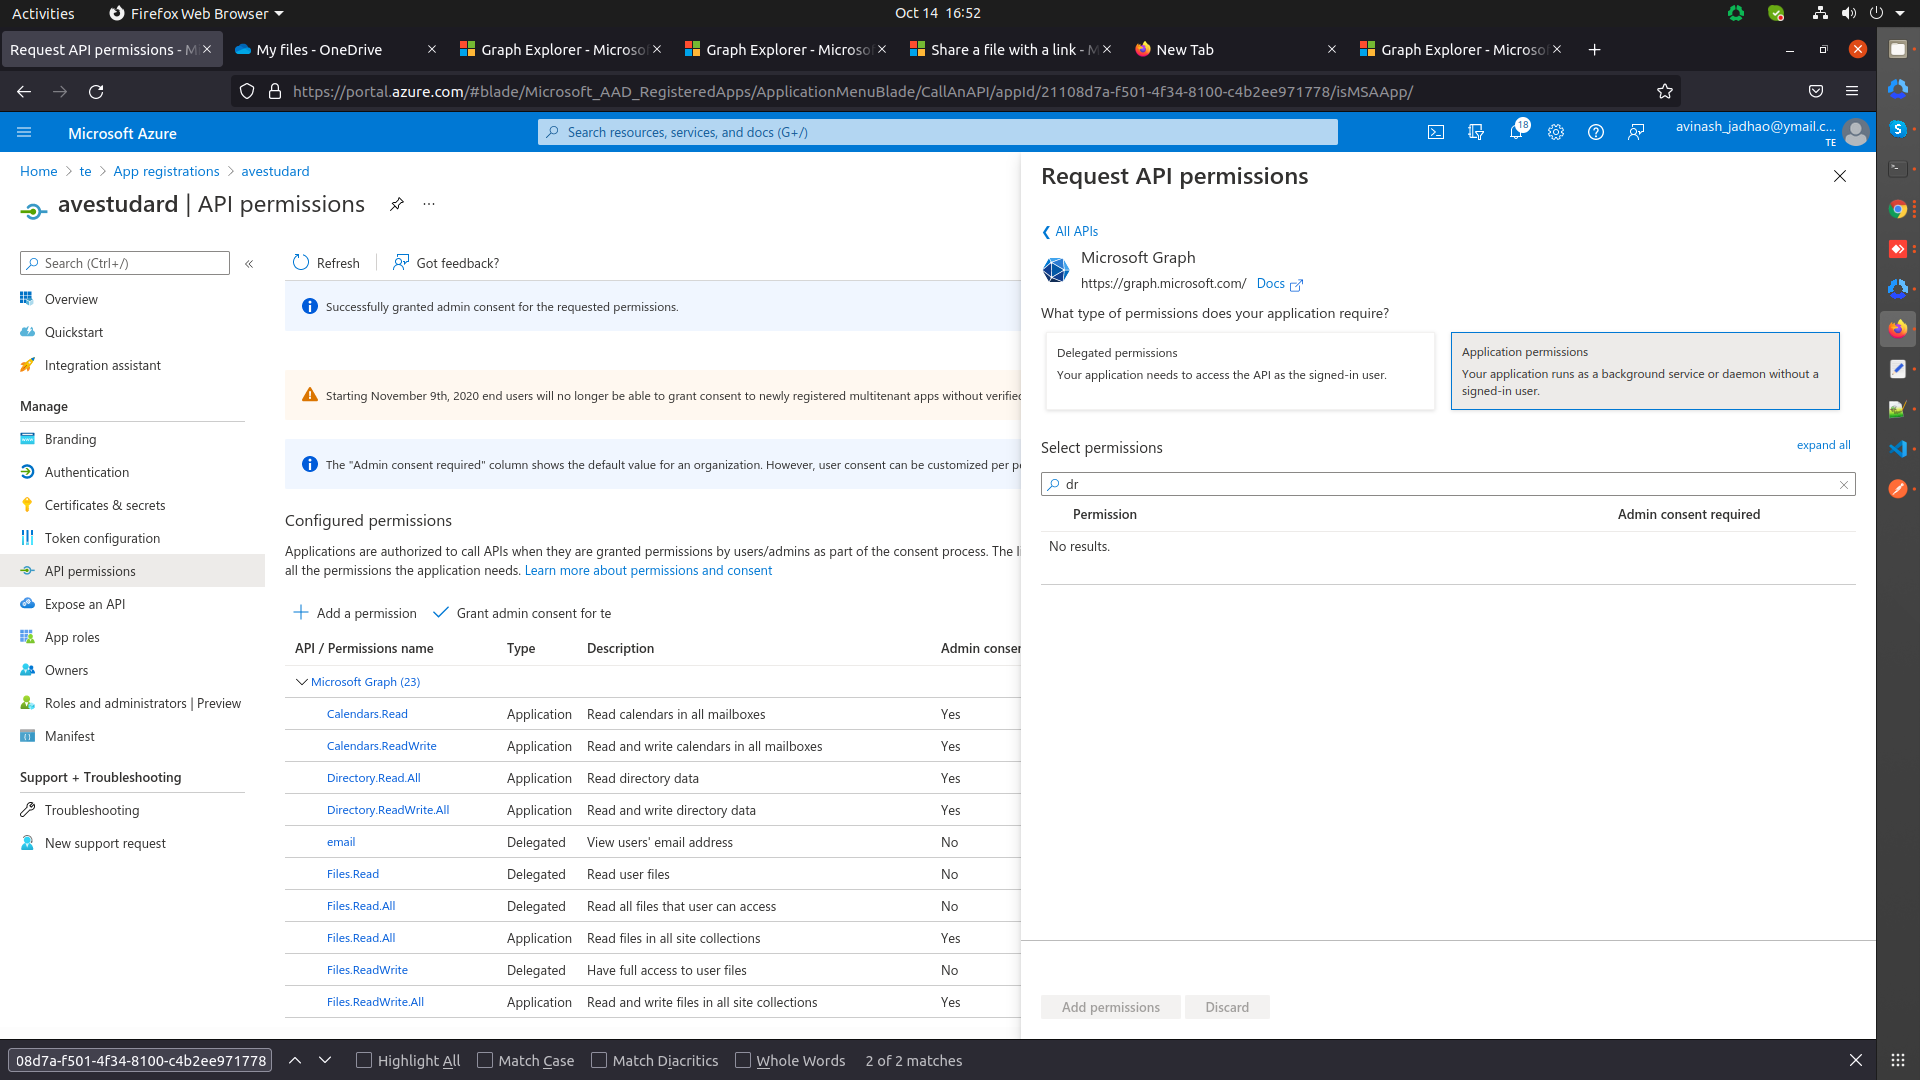 Activities
Firefox Web Browser
Oct 14 16:52
Request API permissions - M
My files - OneDrive
Graph Explorer - Microsof
Graph Explorer - Microsof
Share a file with a link - M
New Tab
Graph Explorer - Microsof
https://portal.azure.com/#blade/Microsoft_AAD_RegisteredApps/ApplicationMenuBlade/CallAnAPI/appId/21108d7a-f501-4f34-8100-c4b2ee971778/isMSAApp/
Microsoft Azure
Search resources, services, and docs (G+/)
18
avinash_jadhao@ymail.c...
TE
Home > te > App registrations > avestudard
avestudard | API permissions
Search (Ctrl+/)
Overview
Quickstart
Integration assistant
Manage
Branding
Authentication
Certificates & secrets
Token configuration
API permissions
Expose an API
App roles
Owners
Roles and administrators | Preview
Manifest
Support + Troubleshooting
Troubleshooting
New support request
Refresh
Got feedback?
Successfully granted admin consent for the requested permissions.
Starting November 9th, 2020 end users will no longer be able to grant consent to newly registered multitenant apps without verified
The "Admin consent required" column shows the default value for an organization. However, user consent can be customized per pe
Configured permissions
Applications are authorized to call APIs when they are granted permissions by users/admins as part of the consent process. The li
all the permissions the application needs. Learn more about permissions and consent
Add a permission
Grant admin consent for te
API / Permissions name Type Description Admin consen
Microsoft Graph (23)
Calendars.Read Application Read calendars in all mailboxes Yes
Calendars.ReadWrite Application Read and write calendars in all mailboxes Yes
Directory.Read.All Application Read directory data Yes
Directory.ReadWrite.All Application Read and write directory data Yes
email Delegated View users' email address No
Files.Read Delegated Read user files No
Files.Read.All Delegated Read all files that user can access No
Files.Read.All Application Read files in all site collections Yes
Files.ReadWrite Delegated Have full access to user files No
Files.ReadWrite.All Application Read and write files in all site collections Yes
Request API permissions
All APIs
Microsoft Graph
https://graph.microsoft.com/ Docs
What type of permissions does your application require?
Delegated permissions
Your application needs to access the API as the signed-in user.
Application permissions
Your application runs as a background service or daemon without a
signed-in user.
Select permissions
expand all
dr
Permission Admin consent required
No results.
Add permissions
Discard
08d7a-f501-4f34-8100-c4b2ee971778
Highlight All
Match Case
Match Diacritics
Whole Words
2 of 2 matches